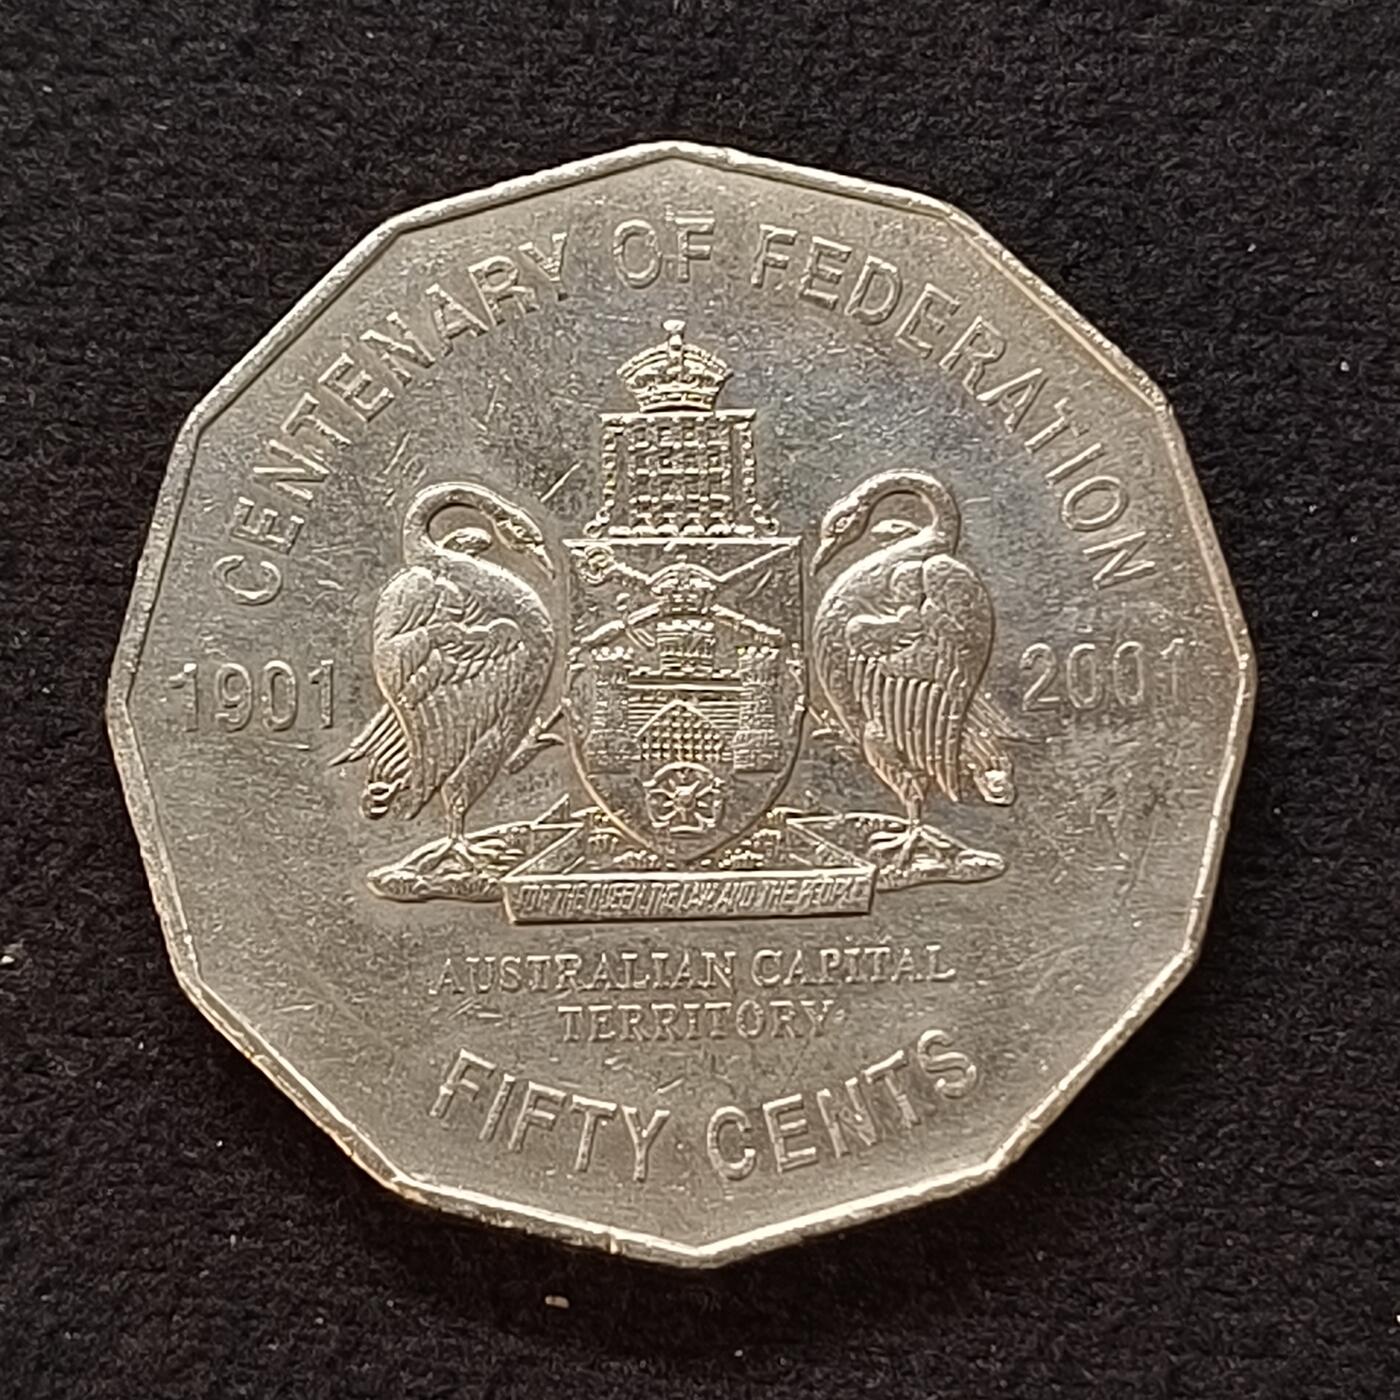 CENTENARY OF FEDERATION
1901 2001
FOR THE QUEEN, THE LAW AND THE PEOPLE
AUSTRALIAN CAPITAL
TERRITORY
FIFTY CENTS